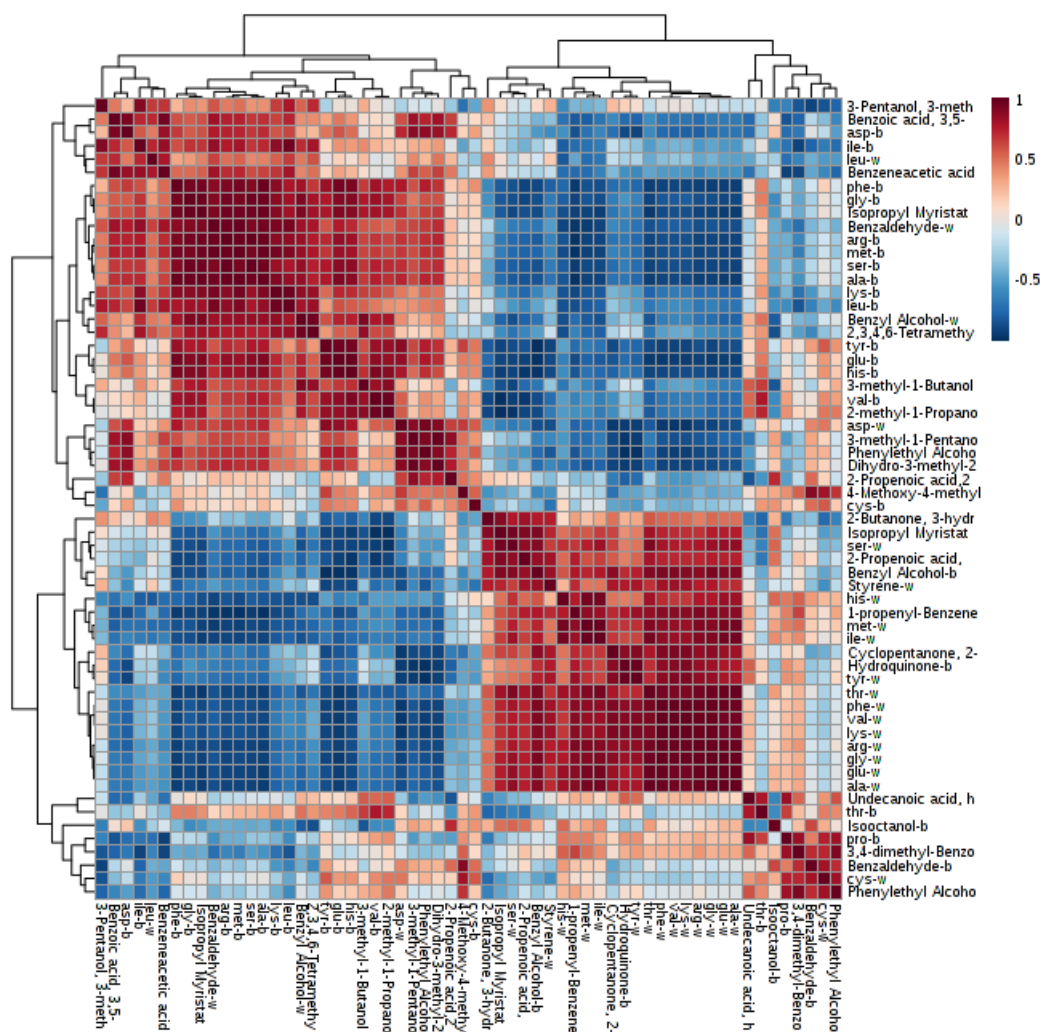 3-Pentanol, 3-meth
Benzoic acid, 3,5-
asp-b
ile-b
leu-w
Benzeneacetic acid
phe-b
gly-b
Isopropyl Myristat
Benzaldehyde-w
arg-b
met-b
ser-b
ala-b
lys-b
leu-b
Benzyl Alcohol-w
2,3,4,6-Tetramethy
tyr-b
glu-b
his-b
3-methyl-1-Butanol
val-b
2-methyl-1-Propano
asp-w
3-methyl-1-Pentano
Phenylethyl Alcoho
Dihydro-3-methyl-2
2-Propenoic acid,2
4-Methoxy-4-methyl
cys-b
2-Butanone, 3-hydr
Isopropyl Myristat
ser-w
2-Propenoic acid,
Benzyl Alcohol-b
Styrene-w
his-w
1-propenyl-Benzene
met-w
ile-w
Cyclopentanone, 2-
Hydroquinone-b
tyr-w
thr-w
phe-w
val-w
lys-w
arg-w
gly-w
glu-w
ala-w
Undecanoic acid, h
thr-b
Isooctanol-b
pro-b
3,4-dimethyl-Benzo
Benzaldehyde-b
cys-w
Phenylethyl Alcoho
1
0.5
0
-0.5
3-Pentanol, 3-meth
Benzoic acid, 3,5-
asp-b
ile-b
leu-w
Benzeneacetic acid
phe-b
gly-b
Isopropyl Myristat
Benzaldehyde-w
arg-b
met-b
ser-b
ala-b
lys-b
leu-b
Benzyl Alcohol-w
2,3,4,6-Tetramethy
tyr-b
glu-b
his-b
3-methyl-1-Butanol
val-b
2-methyl-1-Propano
asp-w
3-methyl-1-Pentano
Phenylethyl Alcoho
Dihydro-3-methyl-2
2-Propenoic acid,2
4-Methoxy-4-methy
cys-b
2-Butanone, 3-hydr
Isopropyl Myristat
ser-w
2-Propenoic acid,
Benzyl Alcohol-b
Styrene-w
his-w
1-propenyl-Benzene
met-w
ile-w
Cyclopentanone, 2-
Hydroquinone-b
tyr-w
thr-w
phe-w
val-w
lys-w
arg-w
gly-w
glu-w
ala-w
Undecanoic acid, h
thr-b
Isooctanol-b
pro-b
3,4-dimethyl-Benzo
Benzaldehyde-b
cys-w
Phenylethyl Alcoho